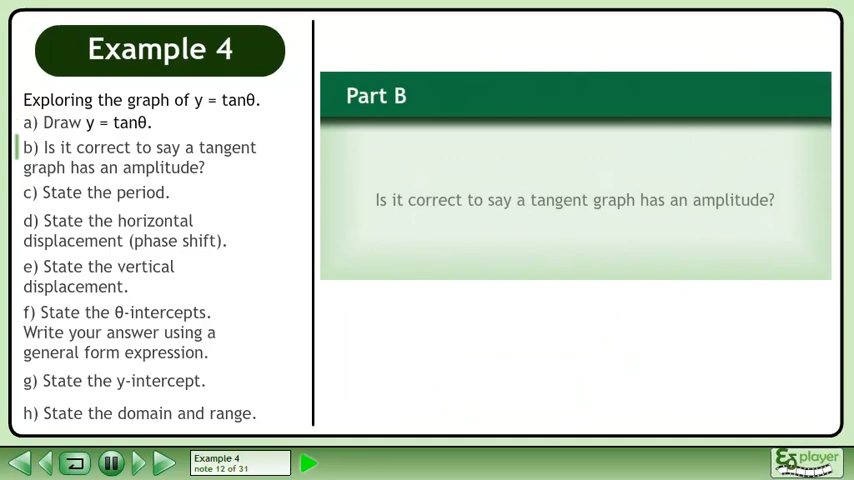 Example 4
Exploring the graph of y = tanθ.
a) Draw y = tanθ.
b) Is it correct to say a tangent
graph has an amplitude?
c) State the period.
d) State the horizontal
displacement (phase shift).
e) State the vertical
displacement.
f) State the θ-intercepts.
Write your answer using a
general form expression.
g) State the y-intercept.
h) State the domain and range.
Part B
Is it correct to say a tangent graph has an amplitude?
Example 4
note 12 of 31
player